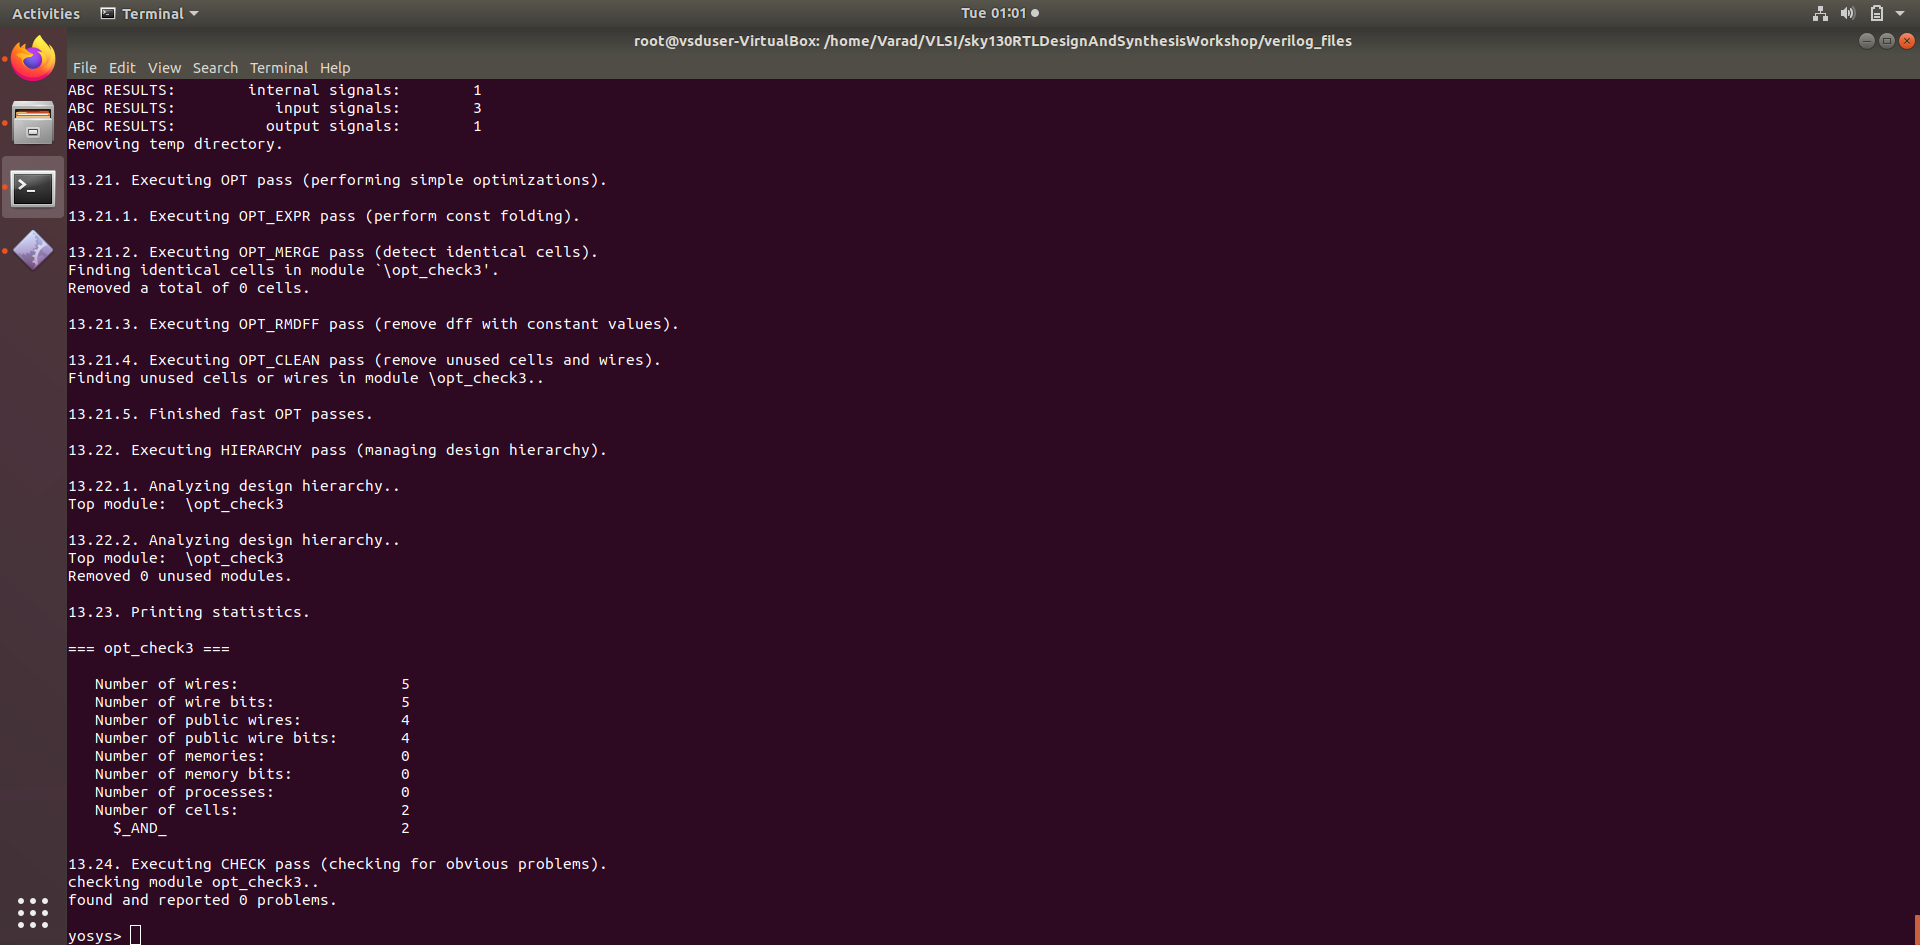 Activities Terminal Tue 01:01
root@vsduser-VirtualBox: /home/Varad/VLSI/sky130RTLDesignAndSynthesisWorkshop/verilog_files
File Edit View Search Terminal Help
ABC RESULTS:        internal signals:        1
ABC RESULTS:           input signals:        3
ABC RESULTS:          output signals:        1
Removing temp directory.
13.21. Executing OPT pass (performing simple optimizations).
13.21.1. Executing OPT_EXPR pass (perform const folding).
13.21.2. Executing OPT_MERGE pass (detect identical cells).
Finding identical cells in module `\opt_check3'.
Removed a total of 0 cells.
13.21.3. Executing OPT_RMDFF pass (remove dff with constant values).
13.21.4. Executing OPT_CLEAN pass (remove unused cells and wires).
Finding unused cells or wires in module \opt_check3..
13.21.5. Finished fast OPT passes.
13.22. Executing HIERARCHY pass (managing design hierarchy).
13.22.1. Analyzing design hierarchy..
Top module:  \opt_check3
13.22.2. Analyzing design hierarchy..
Top module:  \opt_check3
Removed 0 unused modules.
13.23. Printing statistics.
=== opt_check3 ===
Number of wires:                  5
Number of wire bits:              5
Number of public wires:           4
Number of public wire bits:       4
Number of memories:               0
Number of memory bits:            0
Number of processes:              0
Number of cells:                  2
$_AND_                          2
13.24. Executing CHECK pass (checking for obvious problems).
checking module opt_check3..
found and reported 0 problems.
yosys>